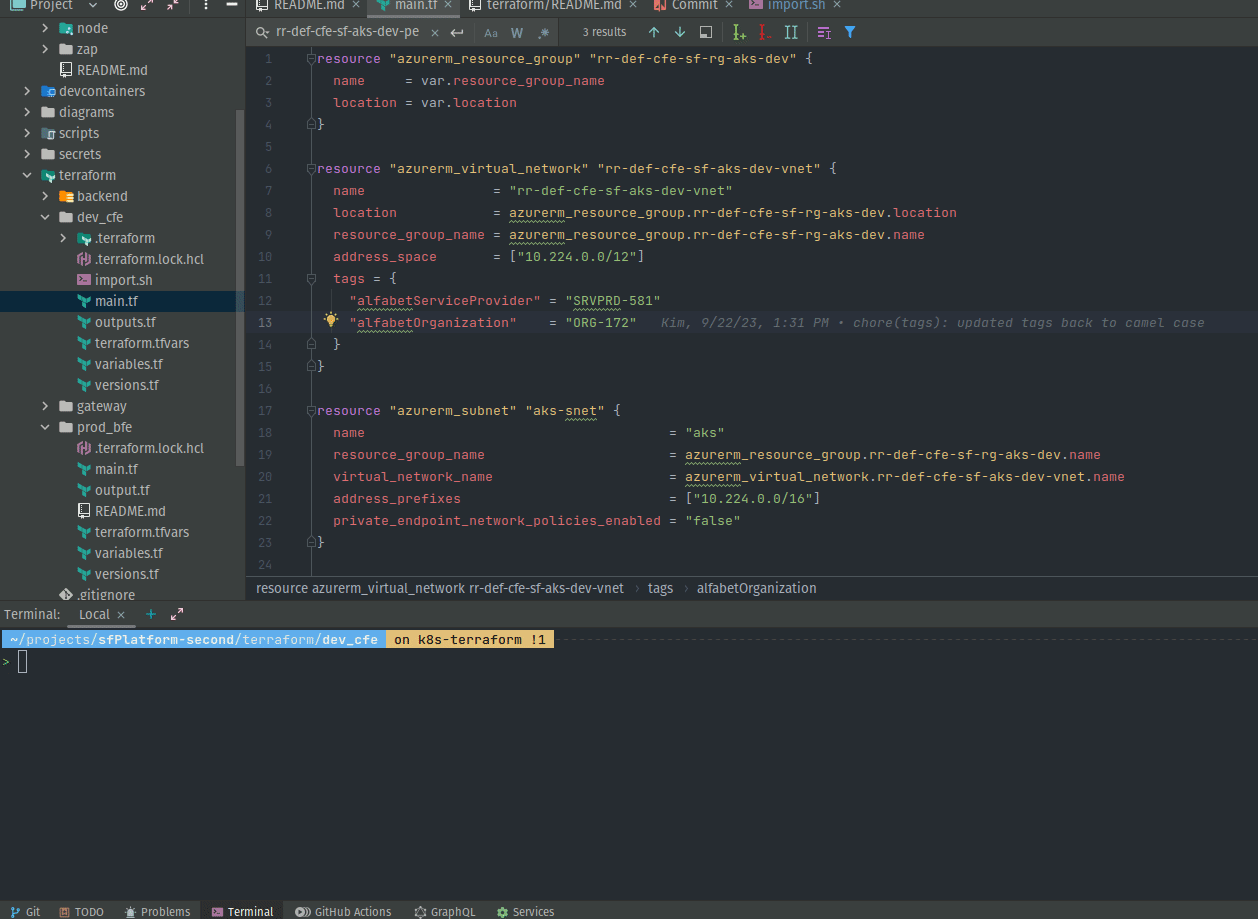 Project
README.md
main.tf
terraform/README.md
Commit
import.sh
node
zap
README.md
devcontainers
diagrams
scripts
secrets
terraform
backend
dev_cfe
.terraform
.terraform.lock.hcl
import.sh
main.tf
outputs.tf
terraform.tfvars
variables.tf
versions.tf
gateway
prod_bfe
.terraform.lock.hcl
main.tf
output.tf
README.md
terraform.tfvars
variables.tf
versions.tf
.gitignore
rr-def-cfe-sf-aks-dev-pe
Aa W .* 3 results
1 resource "azurerm_resource_group" "rr-def-cfe-sf-rg-aks-dev" {
2 name     = var.resource_group_name
3 location = var.location
4 }
5
6 resource "azurerm_virtual_network" "rr-def-cfe-sf-aks-dev-vnet" {
7 name                = "rr-def-cfe-sf-aks-dev-vnet"
8 location            = azurerm_resource_group.rr-def-cfe-sf-rg-aks-dev.location
9 resource_group_name = azurerm_resource_group.rr-def-cfe-sf-rg-aks-dev.name
10 address_space       = ["10.224.0.0/12"]
11 tags = {
12 "alfabetServiceProvider" = "SRVPRD-581"
13 "alfabetOrganization"    = "ORG-172" Kim, 9/22/23, 1:31 PM • chore(tags): updated tags back to camel case
14 }
15 }
16
17 resource "azurerm_subnet" "aks-snet" {
18 name                                      = "aks"
19 resource_group_name                       = azurerm_resource_group.rr-def-cfe-sf-rg-aks-dev.name
20 virtual_network_name                      = azurerm_virtual_network.rr-def-cfe-sf-aks-dev-vnet.name
21 address_prefixes                          = ["10.224.0.0/16"]
22 private_endpoint_network_policies_enabled = "false"
23 }
24
resource azurerm_virtual_network rr-def-cfe-sf-aks-dev-vnet › tags › alfabetOrganization
Terminal: Local
~/projects/sfPlatform-second/terraform/dev_cfe on k8s-terraform !1
>
Git TODO Problems Terminal GitHub Actions GraphQL Services